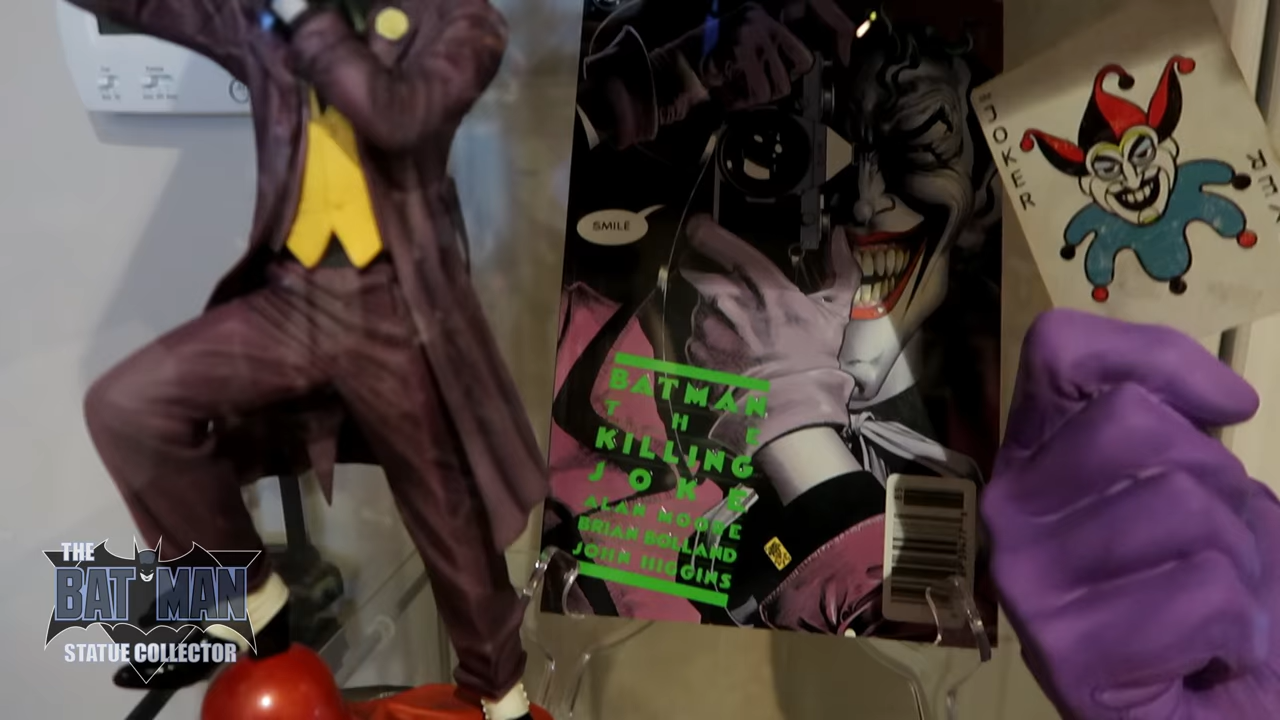 SMILE
BATMAN
THE
KILLING
JOKE
ALAN MOORE
BRIAN BOLLAND
JOHN HIGGINS
JOKER
THE
BATMAN
STATUE COLLECTOR